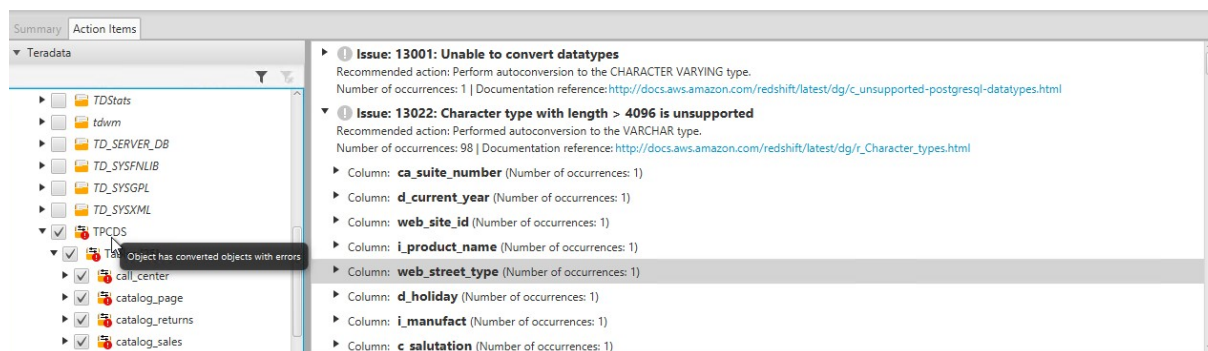 Summary Action Items
Teradata
TDStats
tdwm
TD_SERVER_DB
TD_SYSFNLIB
TD_SYSGPL
TD_SYSXML
TPCDS
Object has converted objects with errors
call_center
catalog_page
catalog_returns
catalog_sales
Issue: 13001: Unable to convert datatypes
Recommended action: Perform autoconversion to the CHARACTER VARYING type.
Number of occurrences: 1 | Documentation reference: http://docs.aws.amazon.com/redshift/latest/dg/c_unsupported-postgresql-datatypes.html
Issue: 13022: Character type with length > 4096 is unsupported
Recommended action: Performed autoconversion to the VARCHAR type.
Number of occurrences: 98 | Documentation reference: http://docs.aws.amazon.com/redshift/latest/dg/r_Character_types.html
Column: ca_suite_number (Number of occurrences: 1)
Column: d_current_year (Number of occurrences: 1)
Column: web_site_id (Number of occurrences: 1)
Column: i_product_name (Number of occurrences: 1)
Column: web_street_type (Number of occurrences: 1)
Column: d_holiday (Number of occurrences: 1)
Column: i_manufact (Number of occurrences: 1)
Column: c_salutation (Number of occurrences: 1)